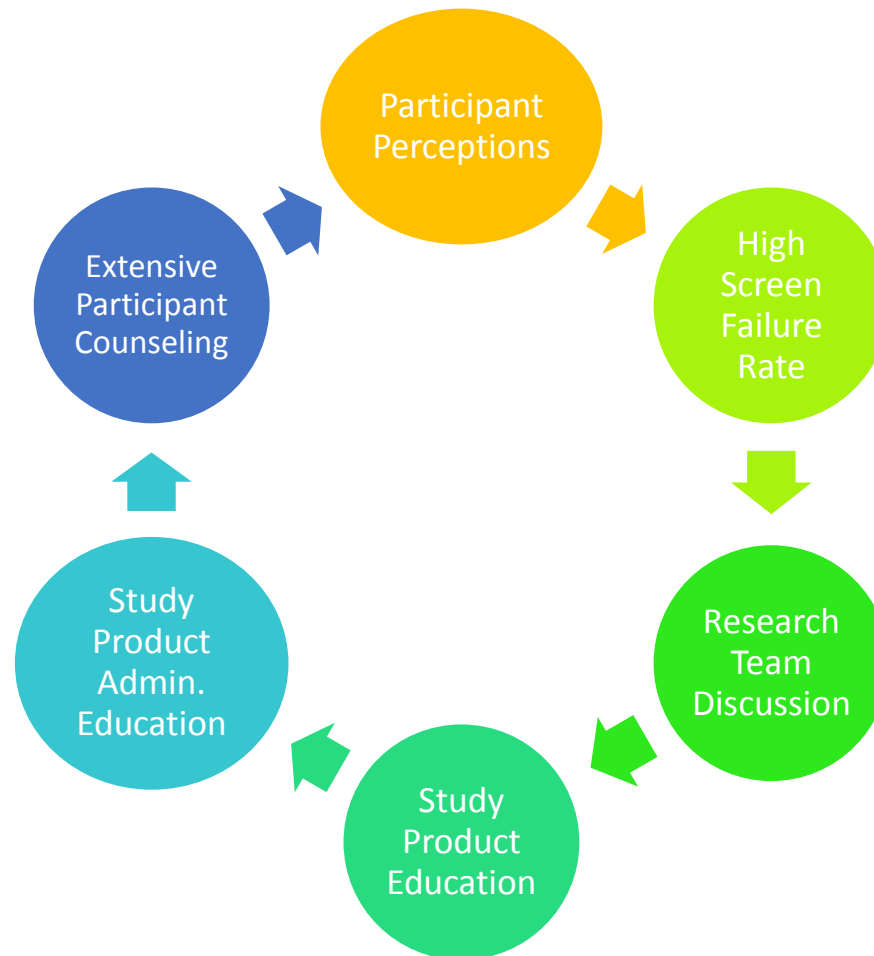 Participant
Perceptions
High
Screen
Failure
Rate
Research
Team
Discussion
Study
Product
Education
Study
Product
Admin.
Education
Extensive
Participant
Counseling